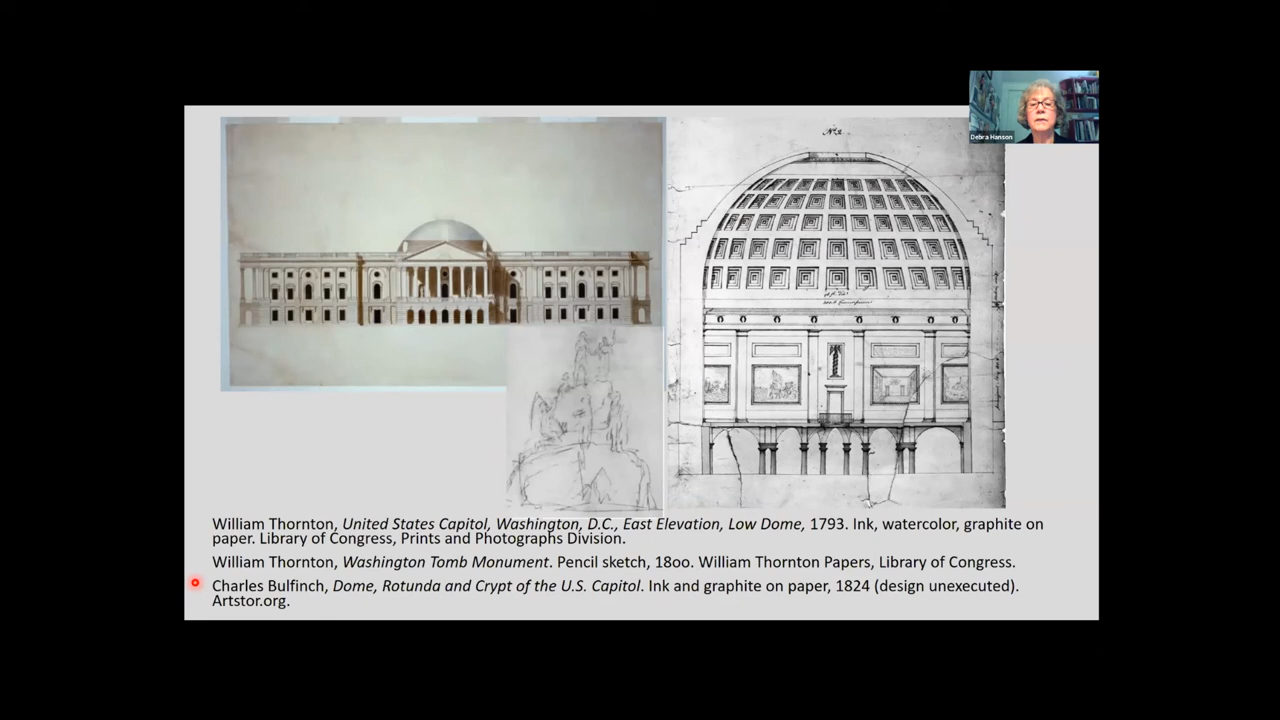 Debra Hanson
Nº 2
William Thornton, United States Capitol, Washington, D.C., East Elevation, Low Dome, 1793. Ink, watercolor, graphite on
paper. Library of Congress, Prints and Photographs Division.
William Thornton, Washington Tomb Monument. Pencil sketch, 18oo. William Thornton Papers, Library of Congress.
Charles Bulfinch, Dome, Rotunda and Crypt of the U.S. Capitol. Ink and graphite on paper, 1824 (design unexecuted).
Artstor.org.